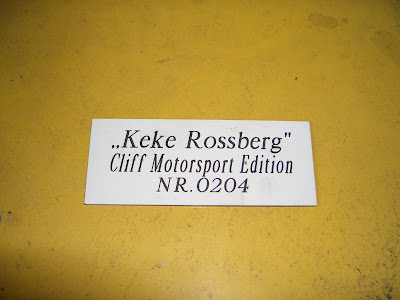 „Keke Rossberg"
Cliff Motorsport Edition
NR.0204